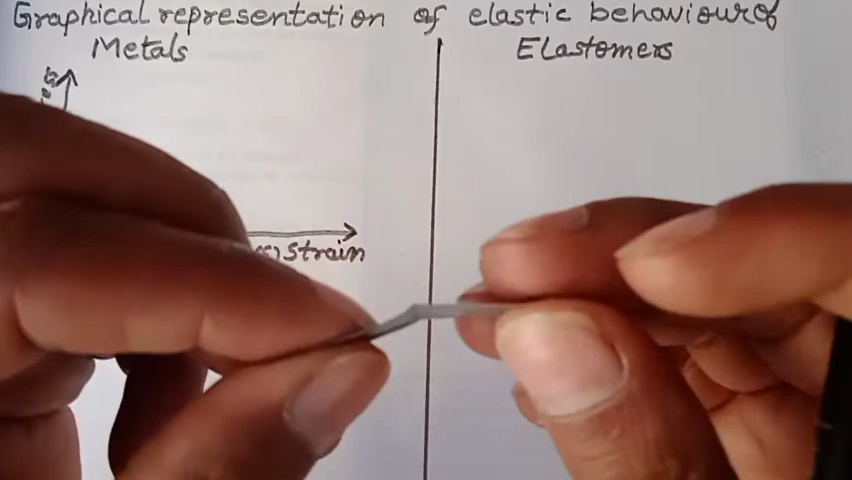 Graphical representation of elastic behaviour of
Metals
Elastomers
Strain